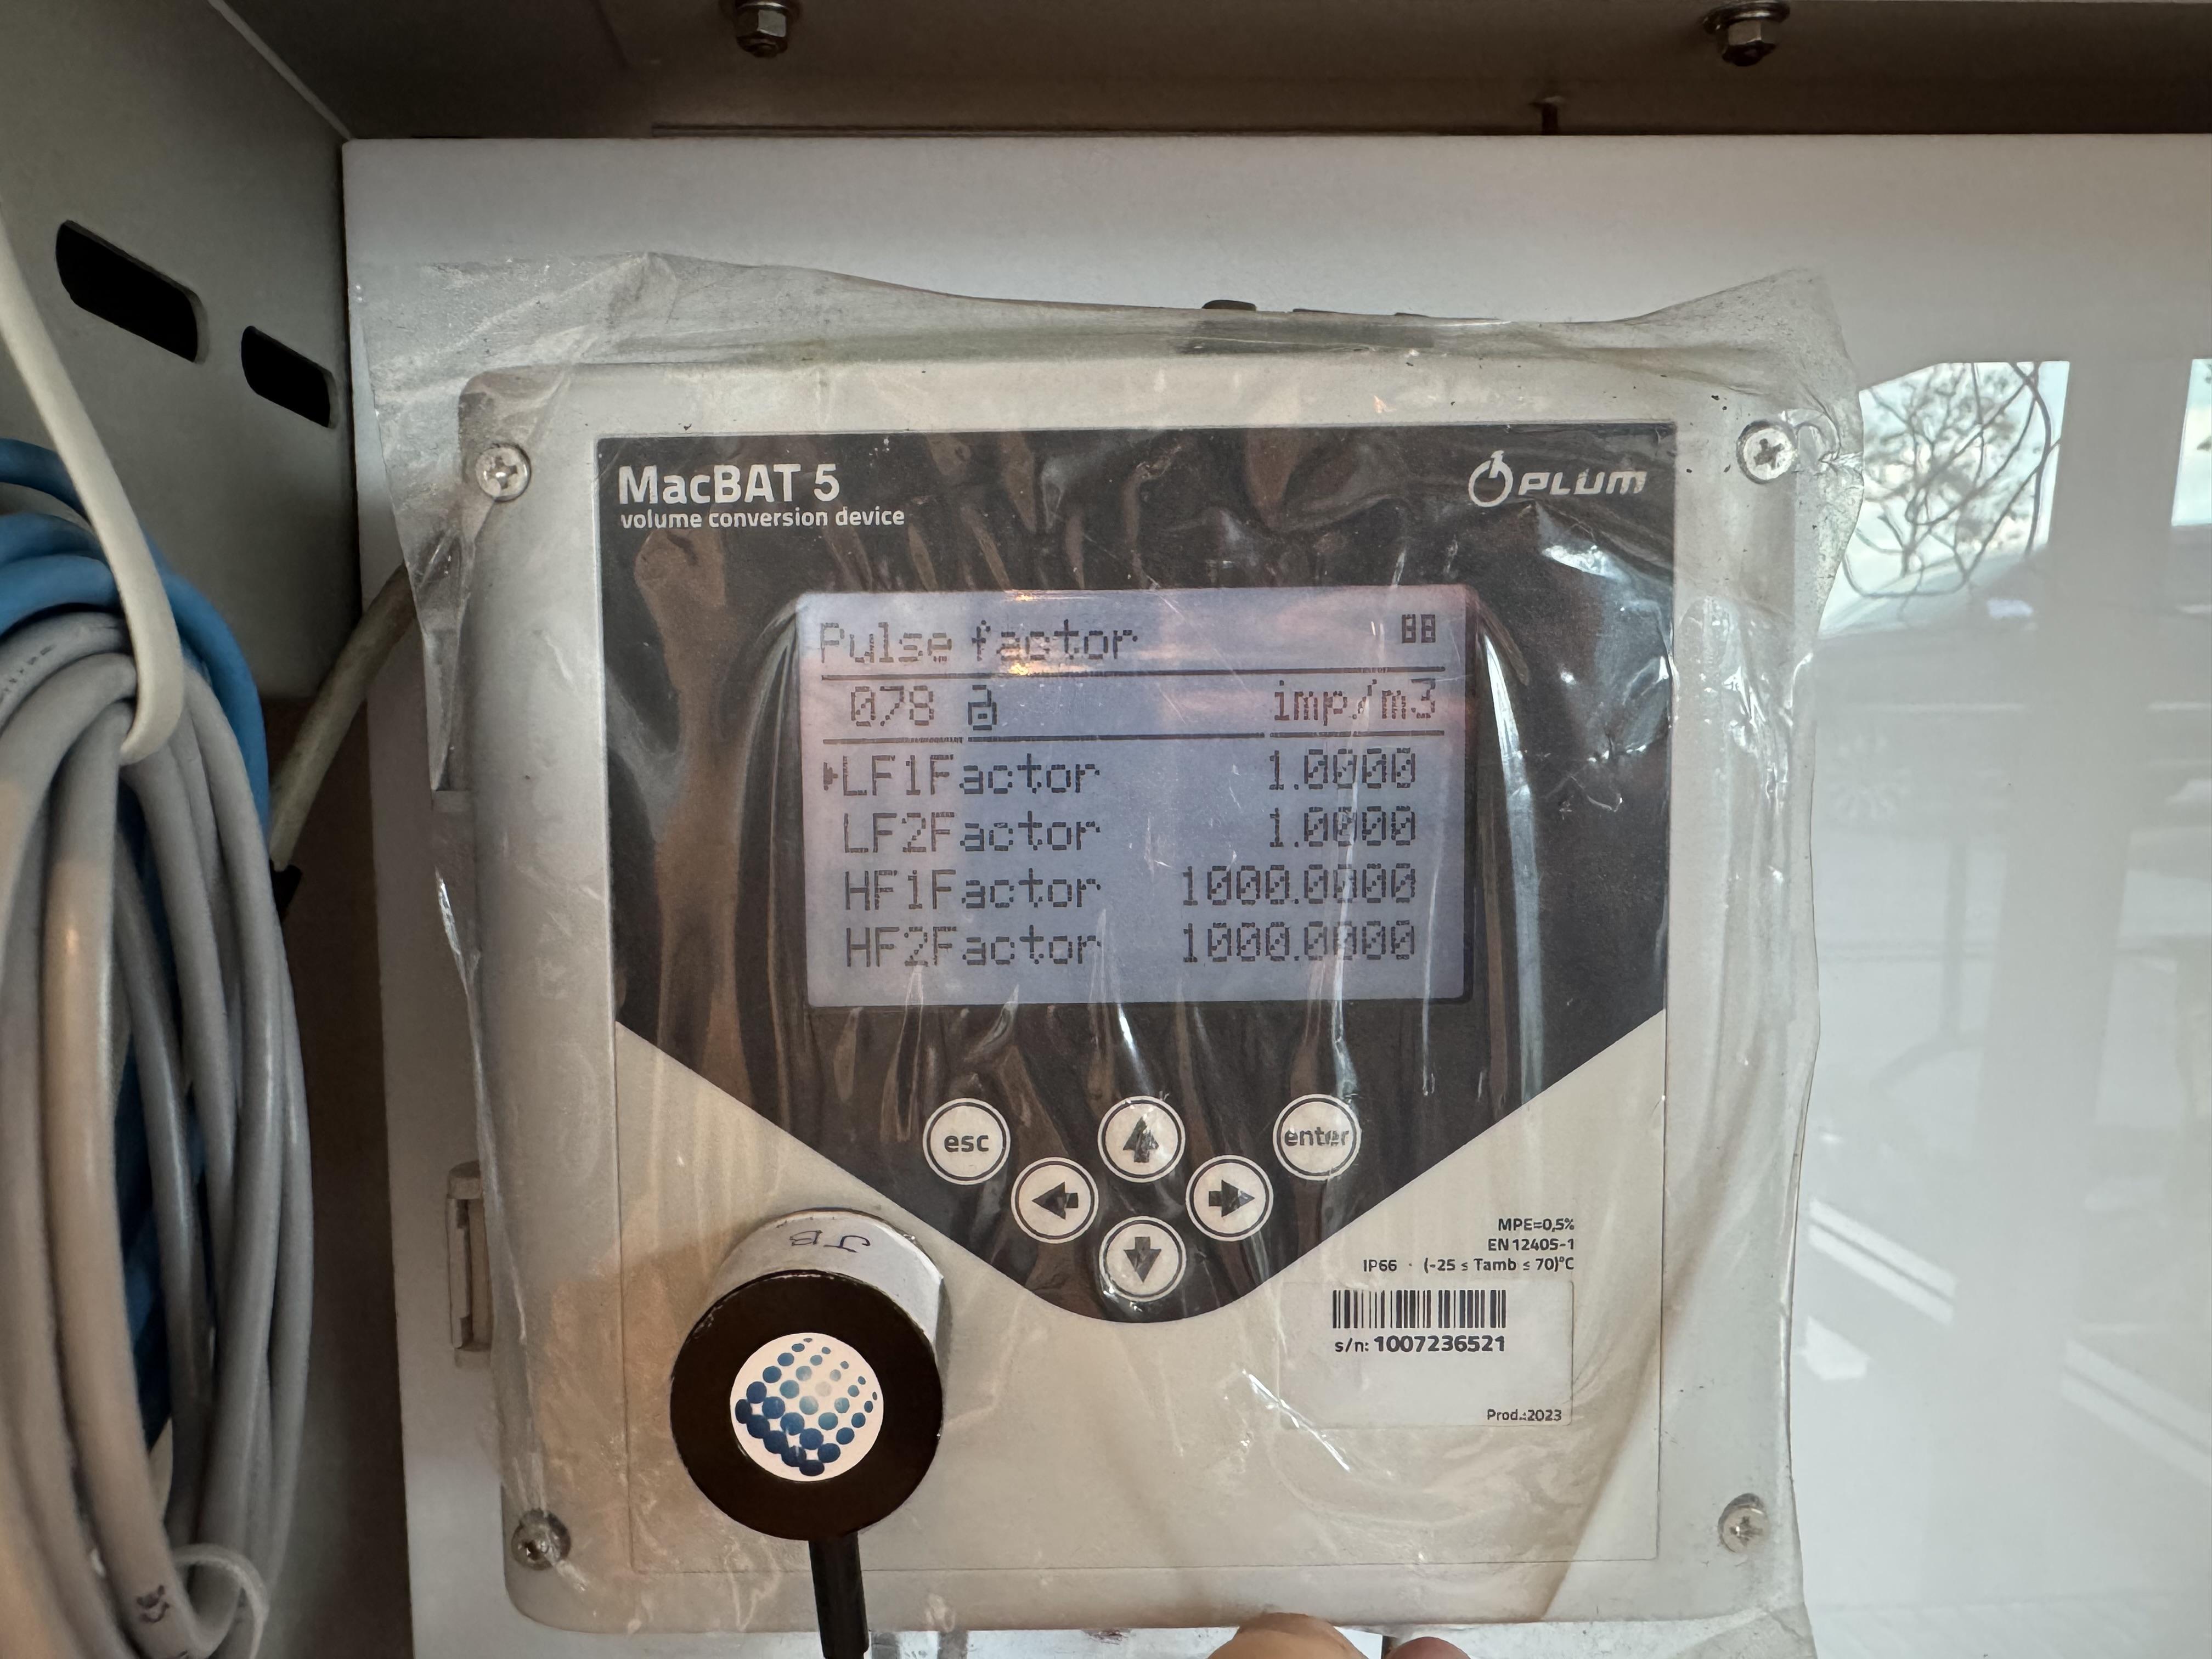 MacBAT 5
volume conversion device
PLUM
Pulse factor
078 imp/m3
LF1Factor 1.0000
LF2Factor 1.0000
HF1Factor 1000.0000
HF2Factor 1000.0000
esc
enter
MPE=0,5%
EN 12405-1
IP66 · (-25 ≤ Tamb ≤ 70)°C
s/n: 1007236521
Prod.:2023
JB